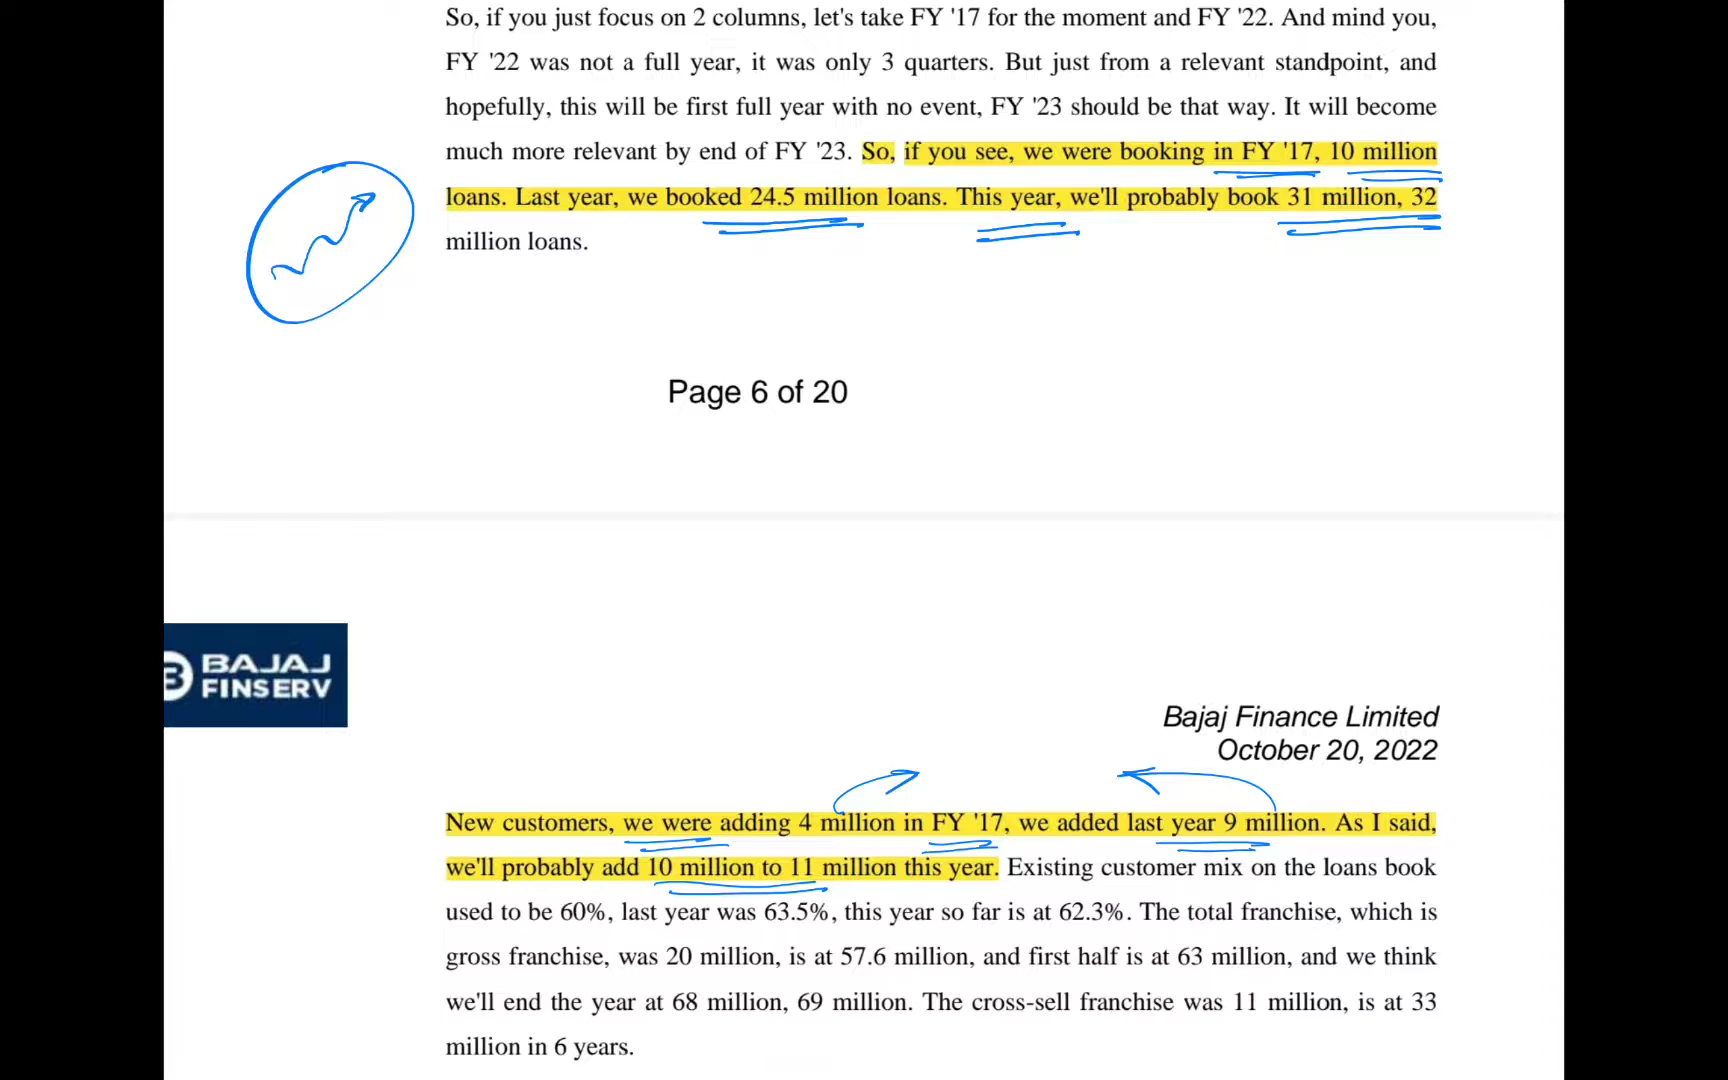 So, if you just focus on 2 columns, let's take FY '17 for the moment and FY '22. And mind you,
FY '22 was not a full year, it was only 3 quarters. But just from a relevant standpoint, and
hopefully, this will be first full year with no event, FY '23 should be that way. It will become
much more relevant by end of FY '23. So, if you see, we were booking in FY '17, 10 million
loans. Last year, we booked 24.5 million loans. This year, we'll probably book 31 million, 32
million loans.
Page 6 of 20
BAJAJ
FINSERV
Bajaj Finance Limited
October 20, 2022
New customers, we were adding 4 million in FY '17, we added last year 9 million. As I said,
we'll probably add 10 million to 11 million this year. Existing customer mix on the loans book
used to be 60%, last year was 63.5%, this year so far is at 62.3%. The total franchise, which is
gross franchise, was 20 million, is at 57.6 million, and first half is at 63 million, and we think
we'll end the year at 68 million, 69 million. The cross-sell franchise was 11 million, is at 33
million in 6 years.